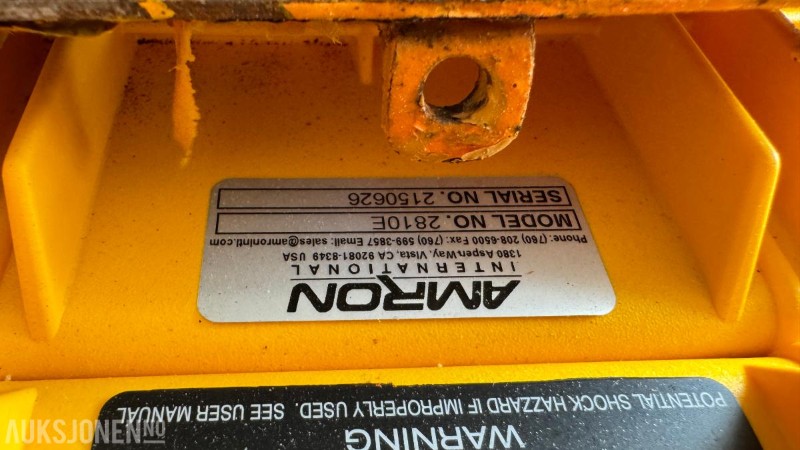 AMRON
INTERNATIONAL
1380 Aspen Way, Vista, CA 92081-8349 USA
Phone: (760) 208-6500 Fax: (760) 599-3857 Email: sales@amronintl.com
MODEL NO. 2810E
SERIAL NO. 2150626
WARNING
POTENTIAL SHOCK HAZZARD IF IMPROPERLY USED. SEE USER MANUAL
AUKSJONEN.NO